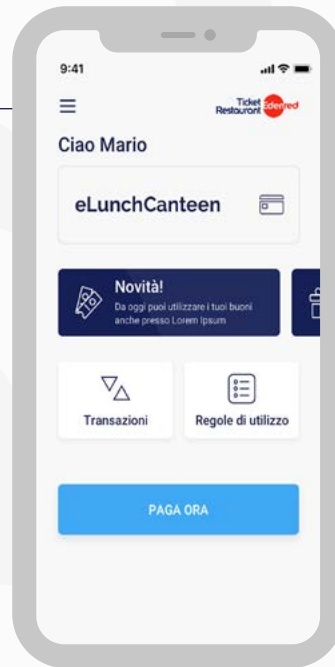 9:41
Ticket
Restaurant Edenred
Ciao Mario
eLunchCanteen
Novità!
Da oggi puoi utilizzare i tuoi buoni
anche presso Lorem Ipsum
Transazioni
Regole di utilizzo
PAGA ORA